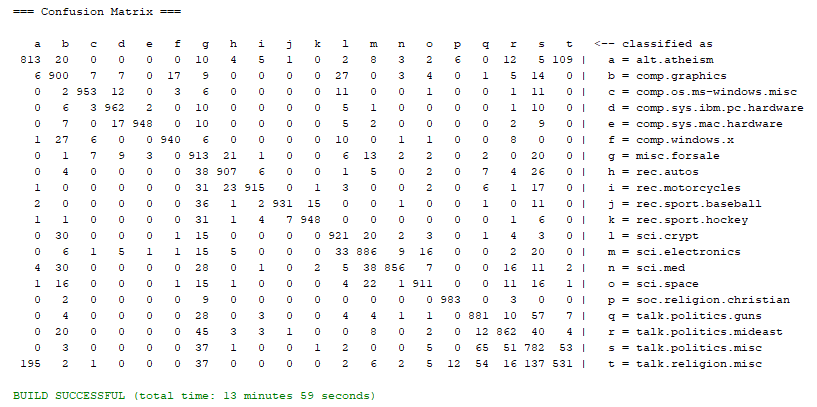 === Confusion Matrix ===
a b c d e f g h i j k l m n o p q r s t <-- classified as
813 20 0 0 0 0 10 4 5 1 0 2 8 3 2 6 0 12 5 109 | a = alt.atheism
6 900 7 7 0 17 9 0 0 0 0 27 0 3 4 0 1 5 14 0 | b = comp.graphics
0 2 953 12 0 3 6 0 0 0 0 11 0 0 1 0 0 1 11 0 | c = comp.os.ms-windows.misc
0 6 3 962 2 0 10 0 0 0 0 5 1 0 0 0 0 1 10 0 | d = comp.sys.ibm.pc.hardware
0 7 0 17 948 0 10 0 0 0 0 5 2 0 0 0 0 2 9 0 | e = comp.sys.mac.hardware
1 27 6 0 0 940 6 0 0 0 0 10 0 1 1 0 0 8 0 0 | f = comp.windows.x
0 1 7 9 3 0 913 21 1 0 0 6 13 2 2 0 2 0 20 0 | g = misc.forsale
0 4 0 0 0 0 38 907 6 0 0 1 5 0 2 0 7 4 26 0 | h = rec.autos
1 0 0 0 0 0 31 23 915 0 1 3 0 0 2 0 6 1 17 0 | i = rec.motorcycles
2 0 0 0 0 0 36 1 2 931 15 0 0 1 0 0 1 0 11 0 | j = rec.sport.baseball
1 1 0 0 0 0 31 1 4 7 948 0 0 0 0 0 0 1 6 0 | k = rec.sport.hockey
0 30 0 0 0 1 15 0 0 0 0 921 20 2 3 0 1 4 3 0 | l = sci.crypt
0 6 1 5 1 1 15 5 0 0 0 33 886 9 16 0 0 2 20 0 | m = sci.electronics
4 30 0 0 0 0 28 0 1 0 2 5 38 856 7 0 0 16 11 2 | n = sci.med
1 16 0 0 0 1 15 1 0 0 0 4 22 1 911 0 0 11 16 1 | o = sci.space
0 2 0 0 0 0 9 0 0 0 0 0 0 0 0 983 0 3 0 0 | p = soc.religion.christian
0 4 0 0 0 0 28 0 3 0 0 4 4 1 1 0 881 10 57 7 | q = talk.politics.guns
0 20 0 0 0 0 45 3 3 1 0 0 8 0 2 0 12 862 40 4 | r = talk.politics.mideast
0 3 0 0 0 0 37 1 0 0 1 2 0 0 5 0 65 51 782 53 | s = talk.politics.misc
195 2 1 0 0 0 37 0 0 0 0 2 6 2 5 12 54 16 137 531 | t = talk.religion.misc
BUILD SUCCESSFUL (total time: 13 minutes 59 seconds)